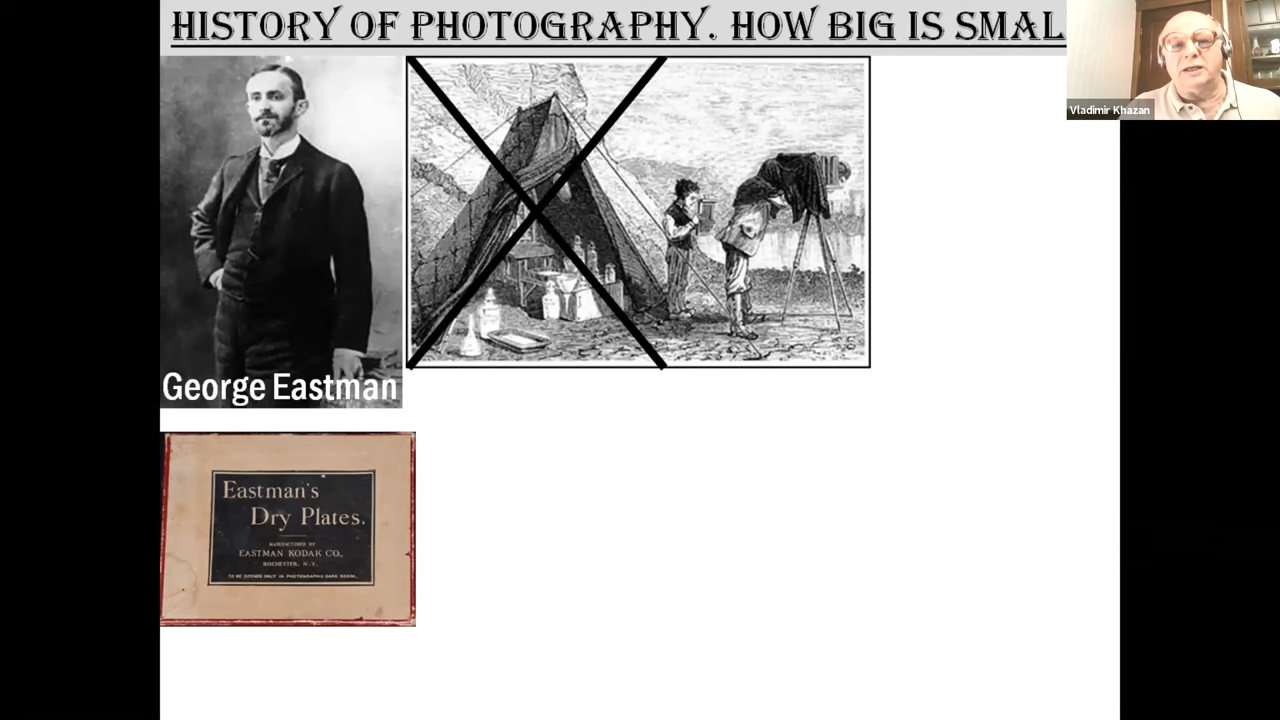 HISTORY OF PHOTOGRAPHY. HOW BIG IS SMAL
Vladimir Khazan
George Eastman
Eastman's
Dry Plates.
MANUFACTURED BY
EASTMAN KODAK CO.,
ROCHESTER, N.Y.
TO BE OPENED ONLY IN PHOTOGRAPHIC DARK ROOM.